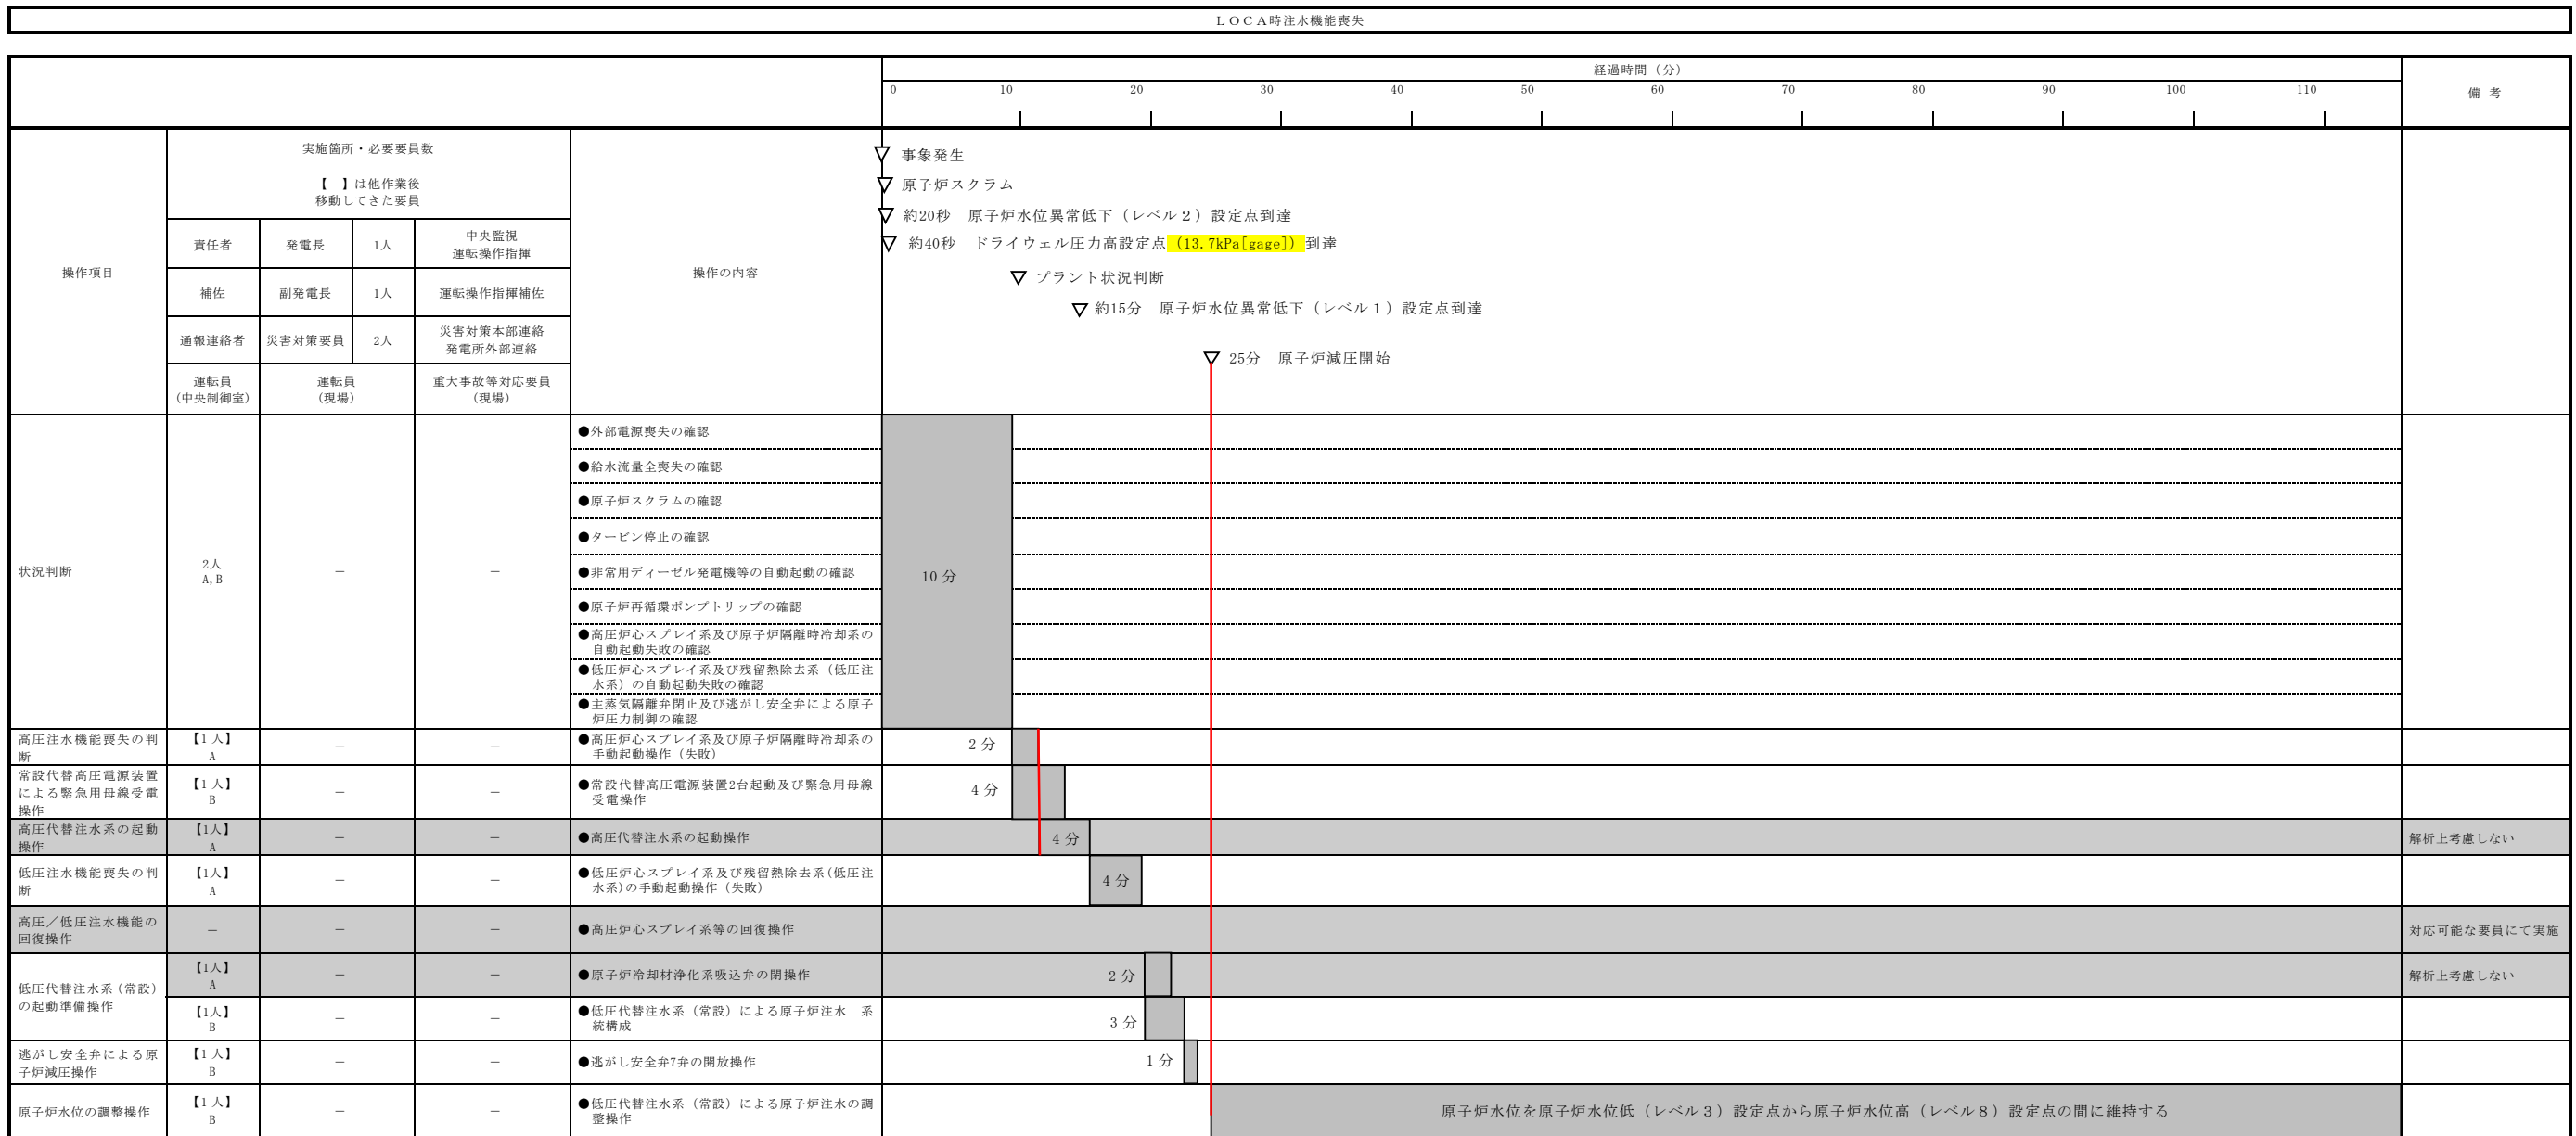 ＬＯＣＡ時注水機能喪失
経過時間（分）
0 10 20 30 40 50 60 70 80 90 100 110
備 考
操作項目
実施箇所・必要要員数
【　】は他作業後
移動してきた要員
責任者
発電長
1人
中央監視
運転操作指揮
補佐
副発電長
1人
運転操作指揮補佐
通報連絡者
災害対策要員
2人
災害対策本部連絡
発電所外部連絡
運転員
(中央制御室)
運転員
(現場)
重大事故等対応要員
(現場)
操作の内容
▽ 事象発生
▽ 原子炉スクラム
▽ 約20秒　原子炉水位異常低下（レベル２）設定点到達
▽ 約40秒　ドライウェル圧力高設定点（13.7kPa[gage]）到達
▽ プラント状況判断
▽ 約15分　原子炉水位異常低下（レベル１）設定点到達
▽ 25分　原子炉減圧開始
状況判断
2人
A,B
－
－
●外部電源喪失の確認
●給水流量全喪失の確認
●原子炉スクラムの確認
●タービン停止の確認
●非常用ディーゼル発電機等の自動起動の確認
●原子炉再循環ポンプトリップの確認
●高圧炉心スプレイ系及び原子炉隔離時冷却系の
自動起動失敗の確認
●低圧炉心スプレイ系及び残留熱除去系（低圧注
水系）の自動起動失敗の確認
●主蒸気隔離弁閉止及び逃がし安全弁による原子
炉圧力制御の確認
10 分
高圧注水機能喪失の判
断
【1 人】
A
－
－
●高圧炉心スプレイ系及び原子炉隔離時冷却系の
手動起動操作（失敗）
2 分
常設代替高圧電源装置
による緊急用母線受電
操作
【1 人】
B
－
－
●常設代替高圧電源装置2台起動及び緊急用母線
受電操作
4 分
高圧代替注水系の起動
操作
【1人】
A
－
－
●高圧代替注水系の起動操作
4 分
解析上考慮しない
低圧注水機能喪失の判
断
【1人】
A
－
－
●低圧炉心スプレイ系及び残留熱除去系(低圧注
水系)の手動起動操作（失敗）
4 分
高圧／低圧注水機能の
回復操作
－
－
－
●高圧炉心スプレイ系等の回復操作
対応可能な要員にて実施
低圧代替注水系（常設）
の起動準備操作
【1人】
A
－
－
●原子炉冷却材浄化系吸込弁の閉操作
2 分
解析上考慮しない
【1人】
B
－
－
●低圧代替注水系（常設）による原子炉注水　系
統構成
3 分
逃がし安全弁による原
子炉減圧操作
【1 人】
B
－
－
●逃がし安全弁7弁の開放操作
1 分
原子炉水位の調整操作
【1 人】
B
－
－
●低圧代替注水系（常設）による原子炉注水の調
整操作
原子炉水位を原子炉水位低（レベル３）設定点から原子炉水位高（レベル８）設定点の間に維持する